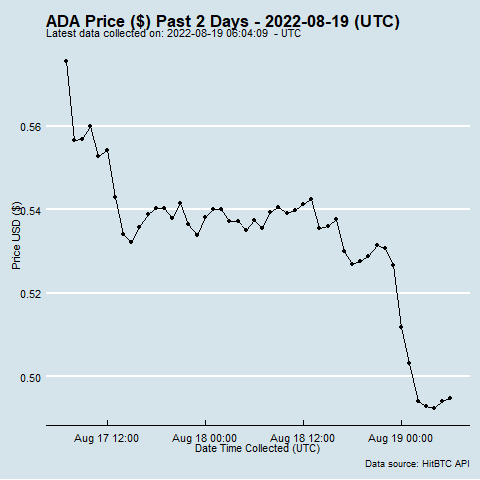 ADA Price ($) Past 2 Days - 2022-08-19 (UTC)
Latest data collected on: 2022-08-19 06:04:09  - UTC
0.56
0.54
0.52
0.50
Price USD ($)
Aug 17 12:00
Aug 18 00:00
Aug 18 12:00
Aug 19 00:00
Date Time Collected (UTC)
Data source: HitBTC API